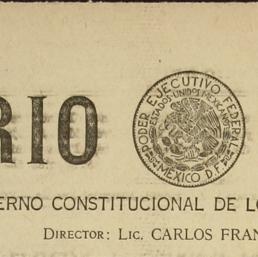 RIO
PODER EJECUTIVO FEDERAL
ESTADOS UNIDOS MEXICANOS
MEXICO D.F.
ERNO CONSTITUCIONAL DE LO
DIRECTOR: LIC. CARLOS FRAN